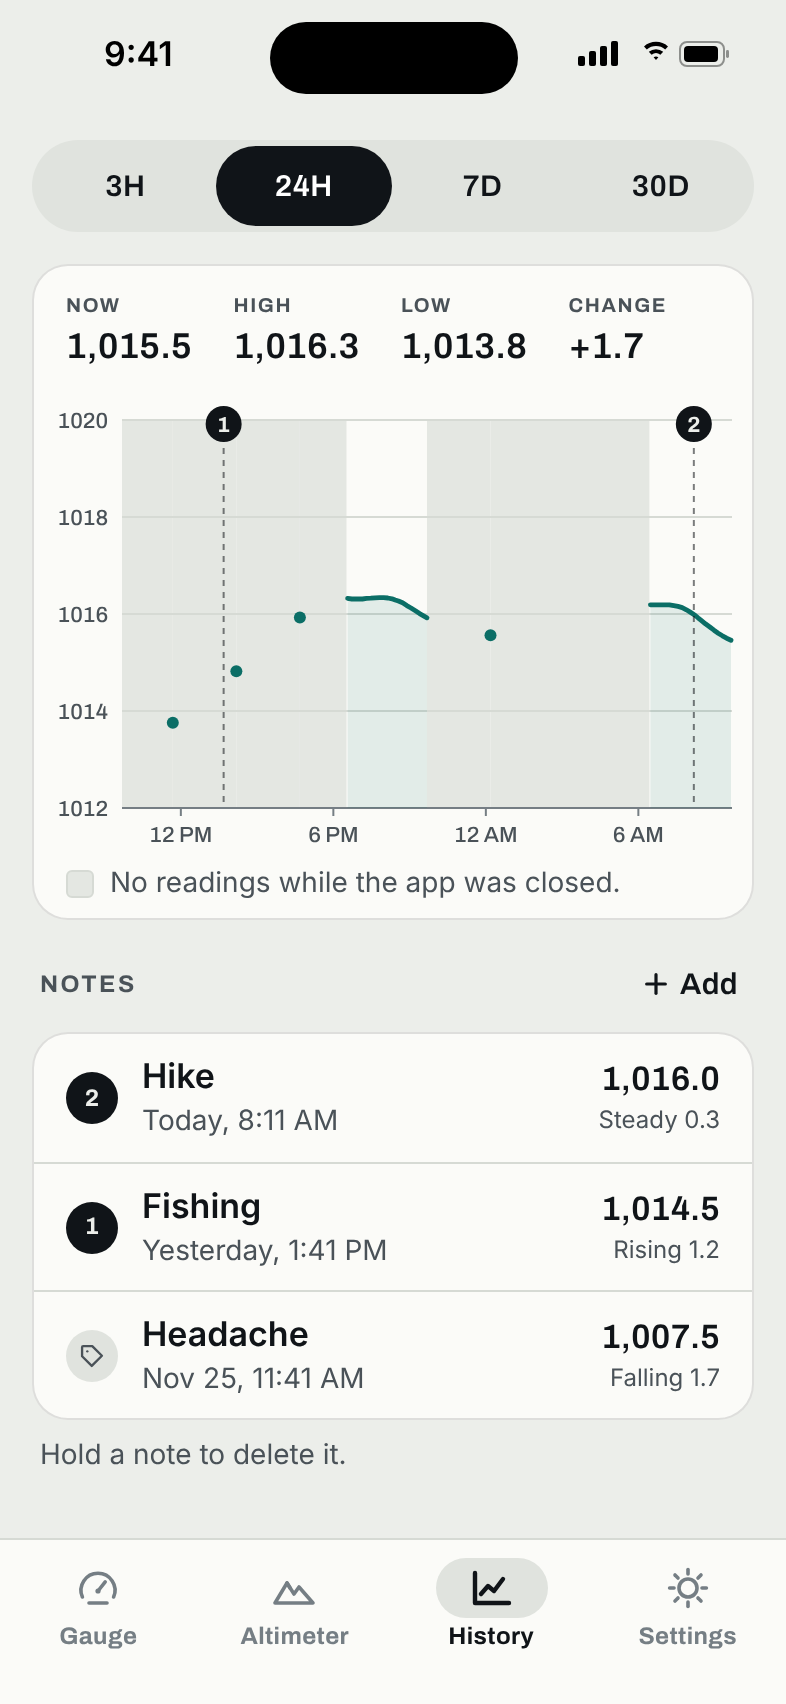 9:41
3H 24H 7D 30D
NOW HIGH LOW CHANGE
1,015.5 1,016.3 1,013.8 +1.7
1020
1 2
1018
1016
1014
1012
12 PM 6 PM 12 AM 6 AM
No readings while the app was closed.
NOTES + Add
2 Hike 1,016.0
Today, 8:11 AM Steady 0.3
1 Fishing 1,014.5
Yesterday, 1:41 PM Rising 1.2
Headache 1,007.5
Nov 25, 11:41 AM Falling 1.7
Hold a note to delete it.
Gauge Altimeter History Settings